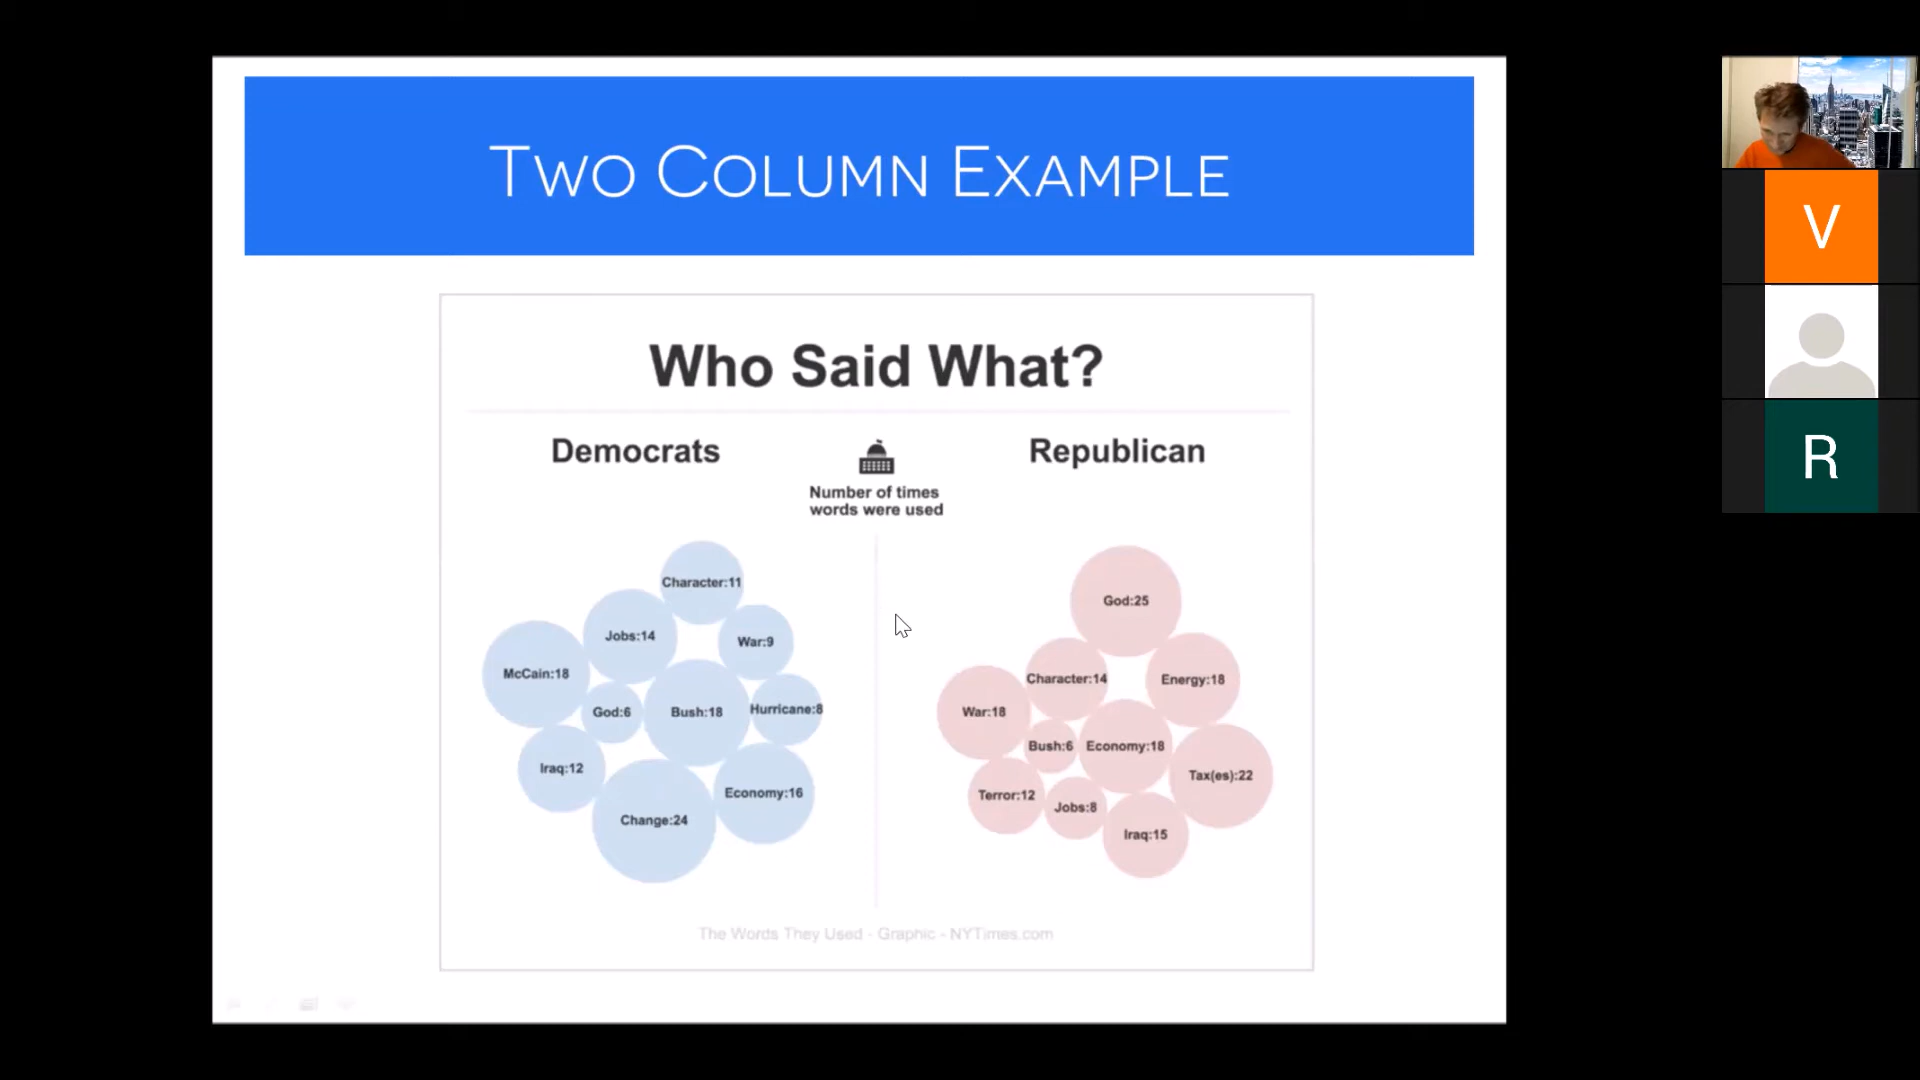 TWO COLUMN EXAMPLE
Who Said What?
Democrats
Republican
Number of times
words were used
Character:11
Jobs:14
War:9
McCain:18
God:6
Bush:18
Hurricane:8
Iraq:12
Economy:16
Change:24
God:25
Character:14
Energy:18
War:18
Bush:6
Economy:18
Tax(es):22
Terror:12
Jobs:8
Iraq:15
The Words They Used - Graphic - NYTimes.com
V
R